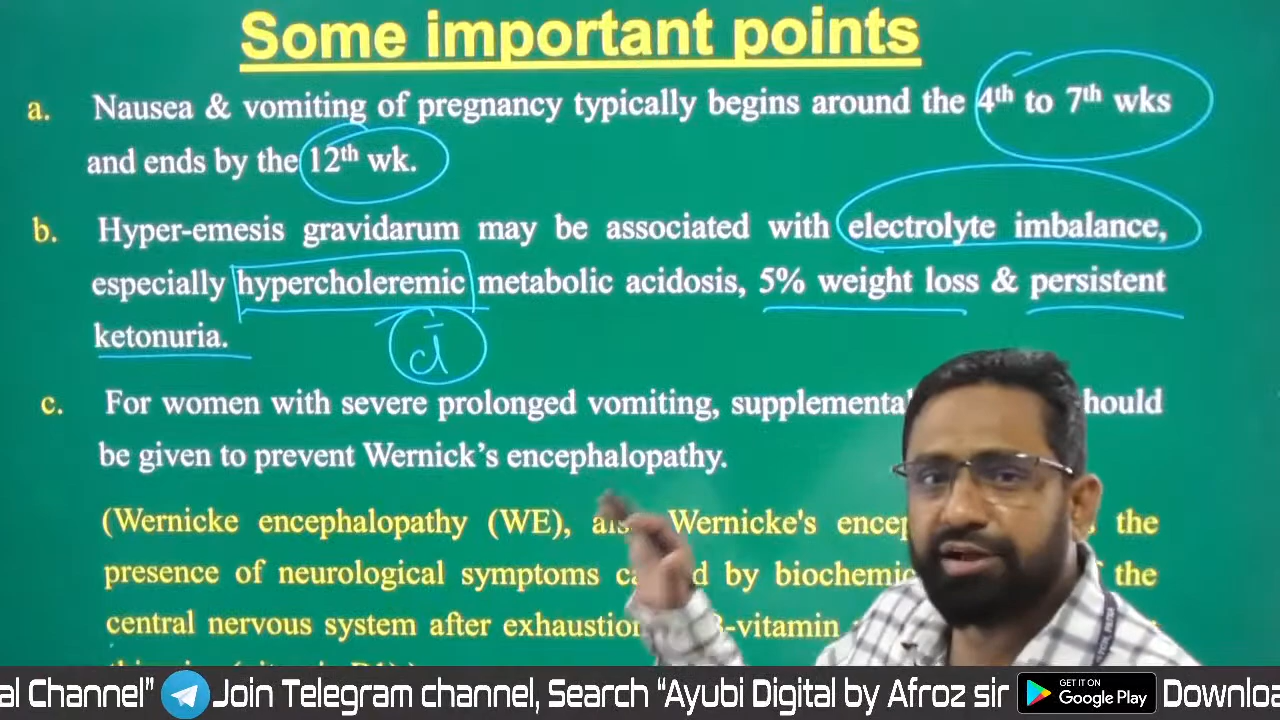 Some important points
a. Nausea & vomiting of pregnancy typically begins around the 4th to 7th wks
and ends by the 12th wk.
b. Hyper-emesis gravidarum may be associated with electrolyte imbalance,
especially hypercholeremic metabolic acidosis, 5% weight loss & persistent
ketonuria.
c. For women with severe prolonged vomiting, supplemental hould
be given to prevent Wernick’s encephalopathy.
(Wernicke encephalopathy (WE), Wernicke's the
presence of neurological symptoms by the
central nervous system after -vitamin
al Channel” Join Telegram channel, Search “Ayubi Digital by Afroz sir GET IT ON Google Play Downloa